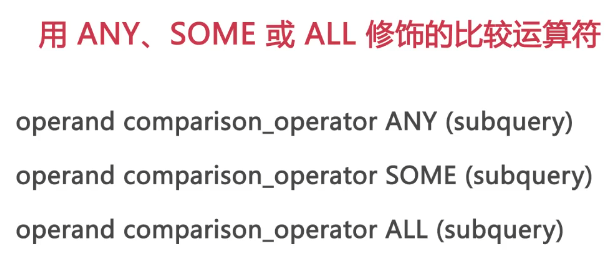 用 ANY、SOME 或 ALL 修饰的比较运算符
operand comparison_operator ANY (subquery)
operand comparison_operator SOME (subquery)
operand comparison_operator ALL (subquery)